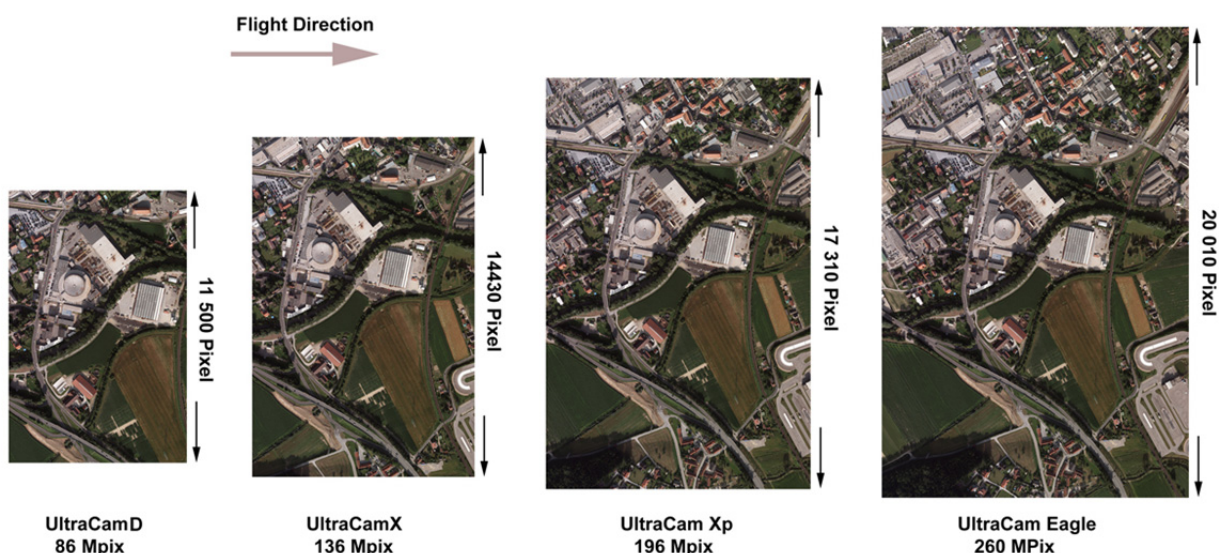 Flight Direction
11 500 Pixel
14430 Pixel
17 310 Pixel
20 010 Pixel
UltraCamD
86 Mpix
UltraCamX
136 Mpix
UltraCam Xp
196 Mpix
UltraCam Eagle
260 MPix